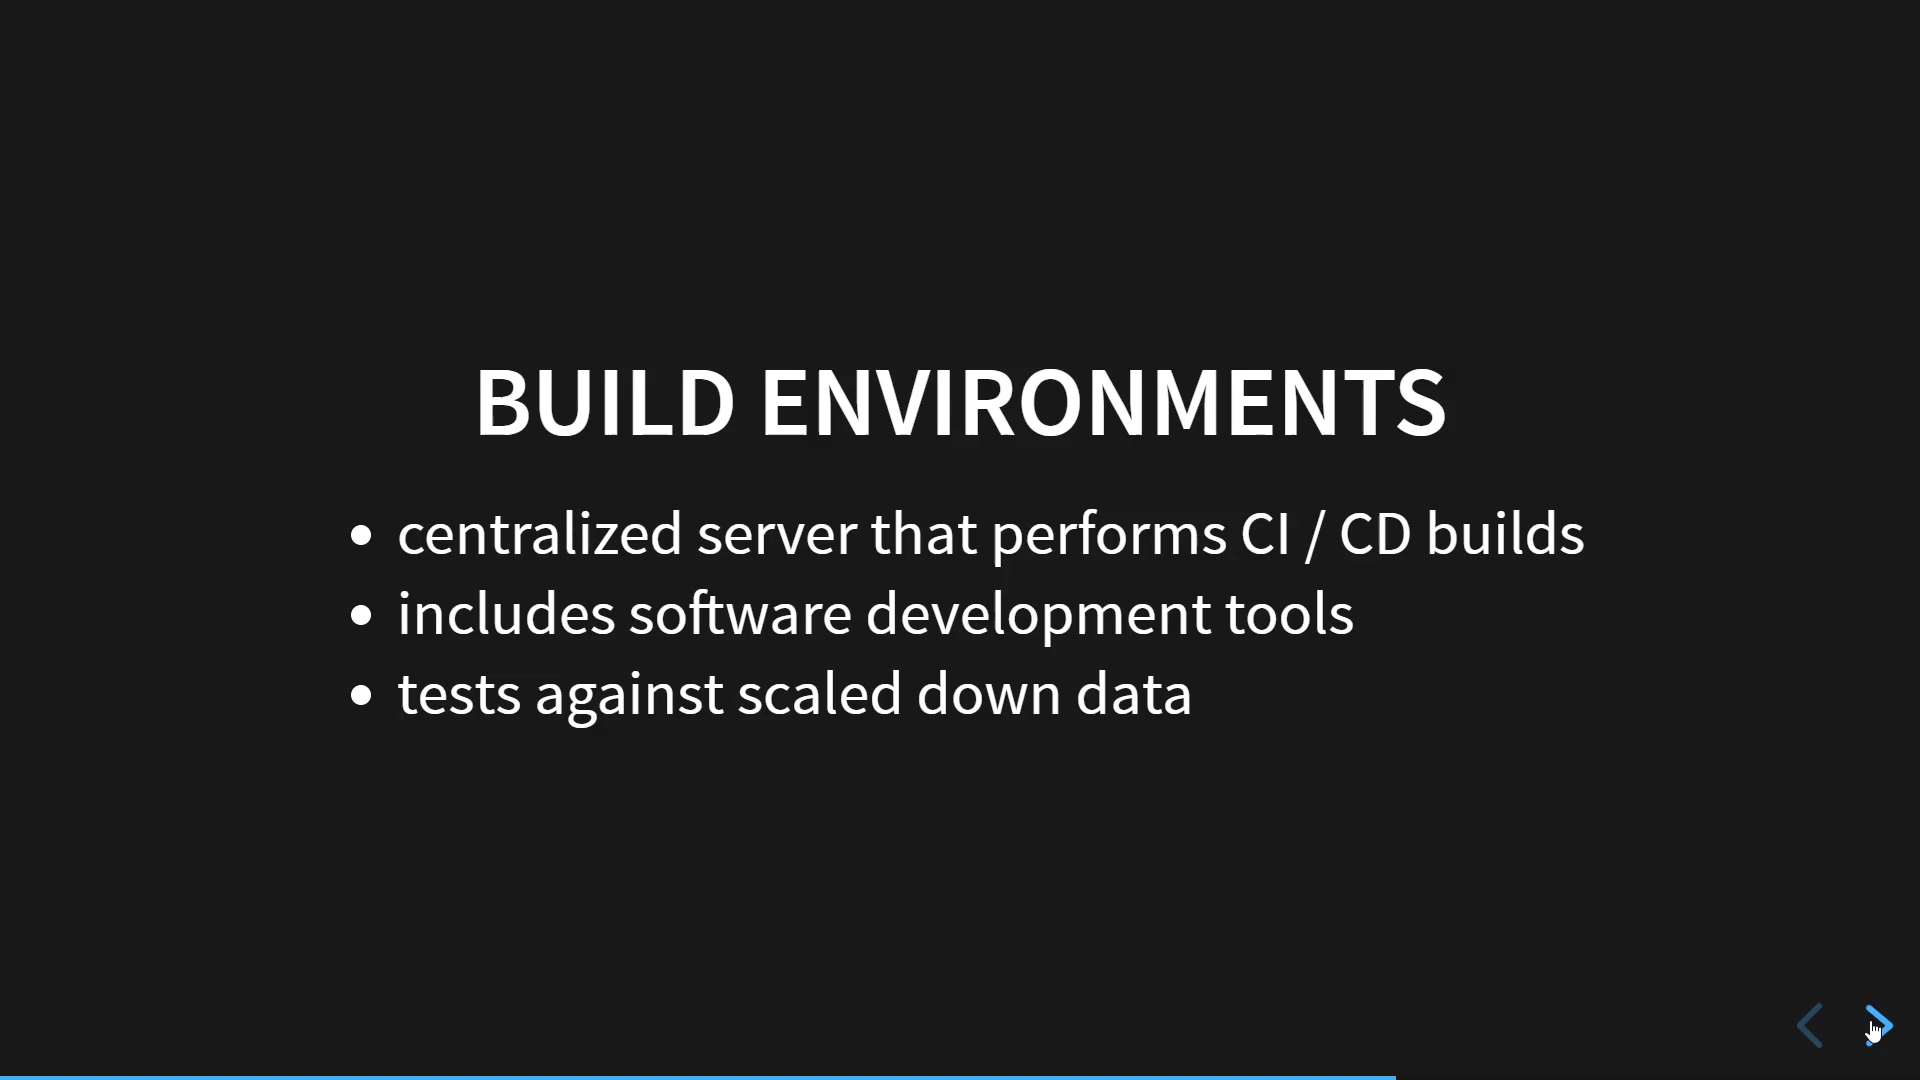 BUILD ENVIRONMENTS
centralized server that performs CI / CD builds
includes software development tools
tests against scaled down data